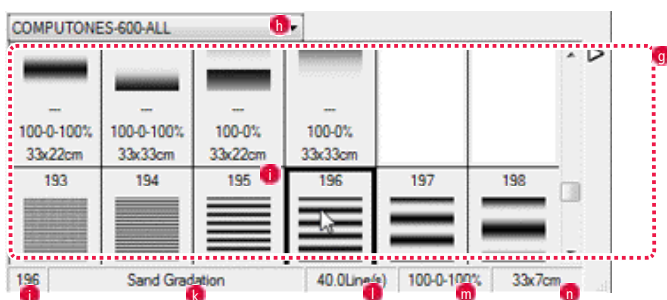 COMPUTONES-600-ALL h
g
--- --- --- ---
100-0-100% 100-0-100% 100-0% 100-0%
33x22cm 33x33cm 33x22cm 33x33cm
193 194 195 i 196 197 198
196 Sand Gradation 40.0Line(s) 100-0-100% 33x7cm
j k l m n